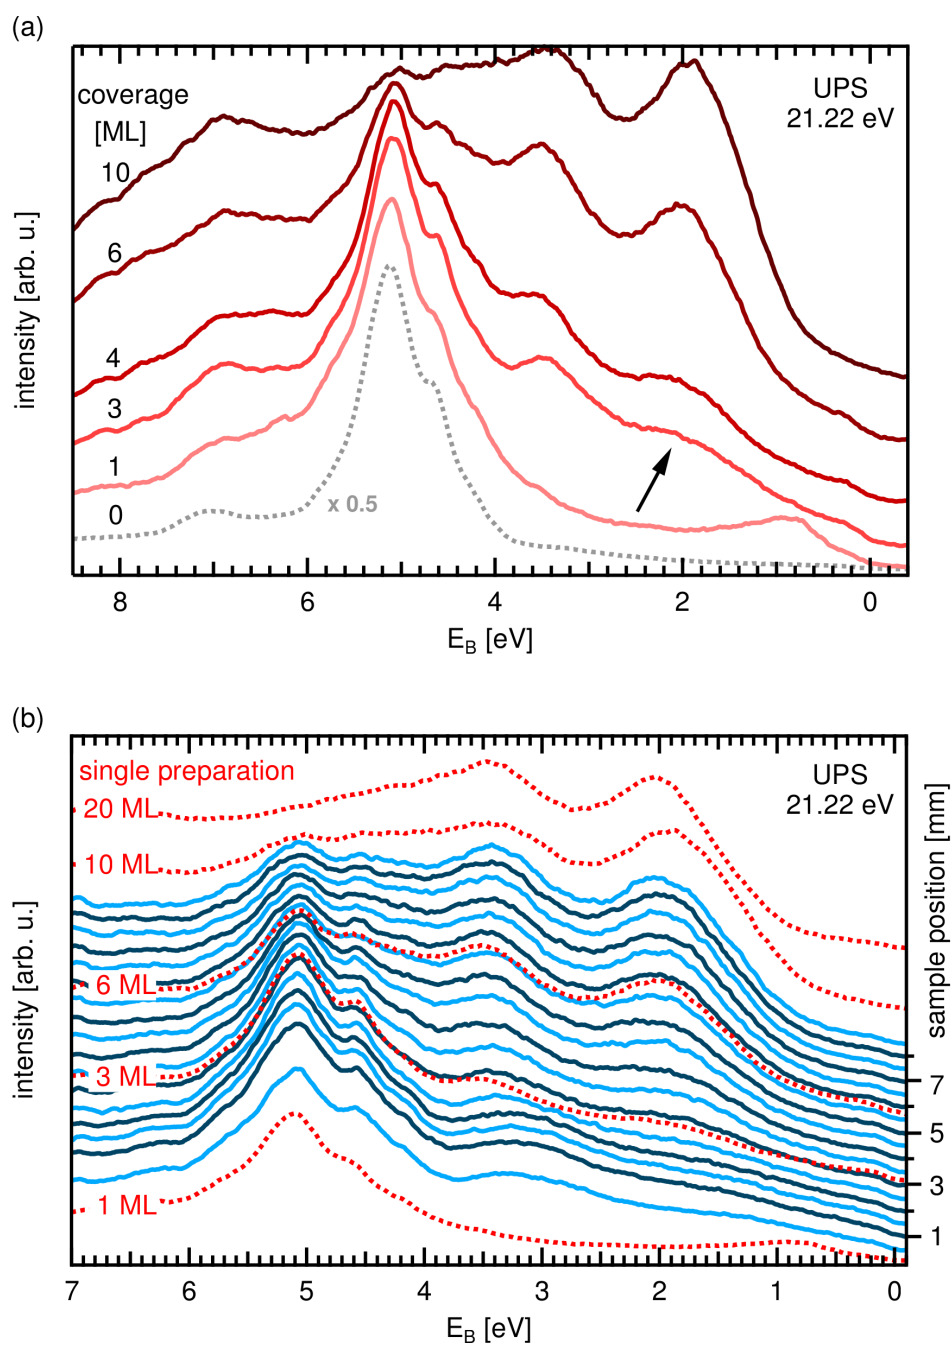 (a)
coverage
[ML]
UPS
21.22 eV
10
6
4
3
1
0
x 0.5
intensity [arb. u.]
8 6 4 2 0
E_B [eV]
(b)
single preparation
UPS
21.22 eV
20 ML
10 ML
6 ML
3 ML
1 ML
intensity [arb. u.]
sample position [mm]
7
5
3
1
7 6 5 4 3 2 1 0
E_B [eV]